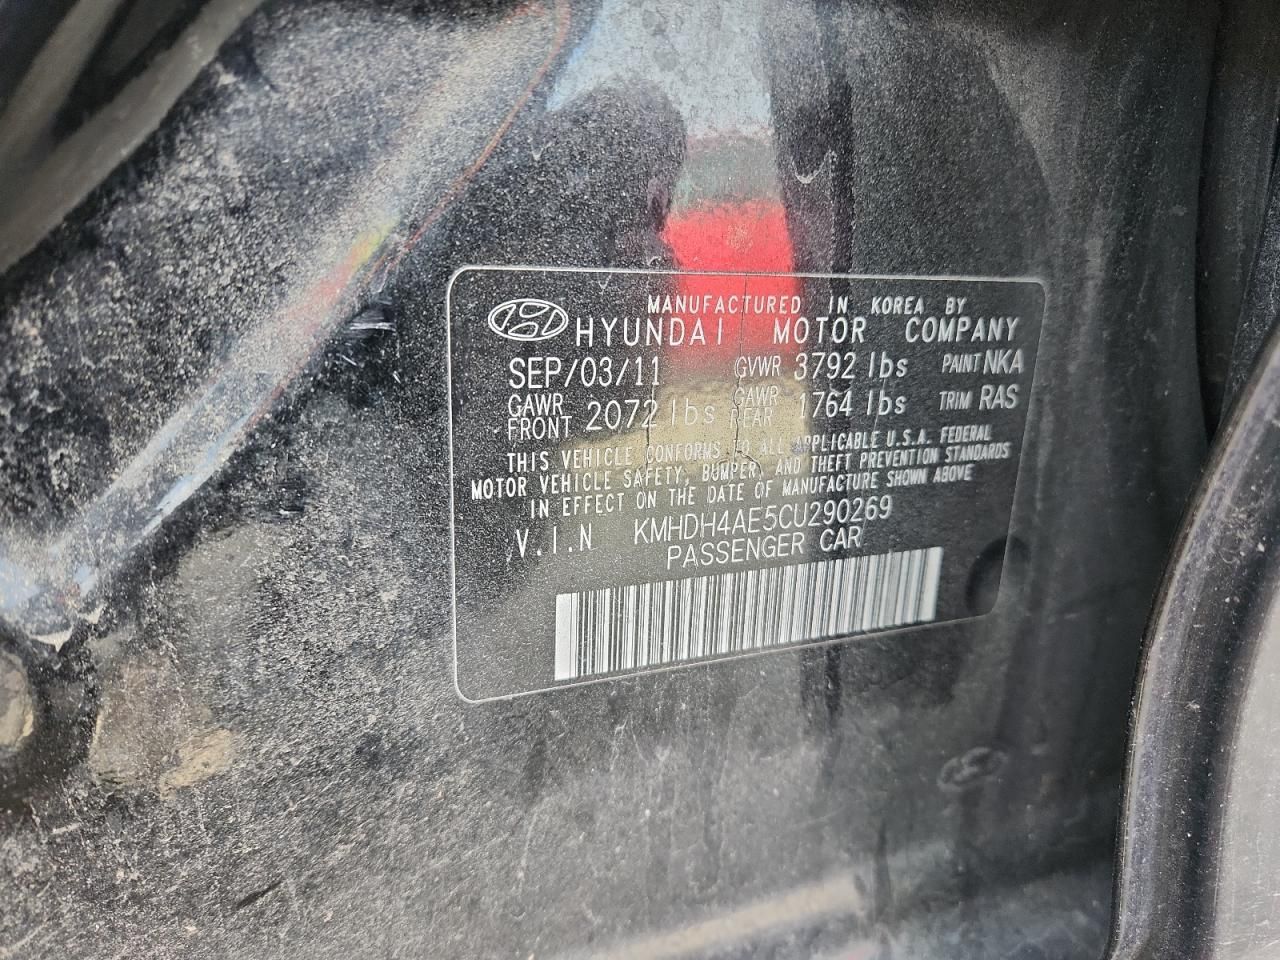 MANUFACTURED IN KOREA BY
HYUNDAI MOTOR COMPANY
SEP/03/11 GVWR 3792 lbs PAINT NKA
GAWR FRONT 2072 lbs GAWR REAR 1764 lbs TRIM RAS
THIS VEHICLE CONFORMS TO ALL APPLICABLE U.S.A. FEDERAL
MOTOR VEHICLE SAFETY, BUMPER, AND THEFT PREVENTION STANDARDS
IN EFFECT ON THE DATE OF MANUFACTURE SHOWN ABOVE
V.I.N KMHDH4AE5CU290269
PASSENGER CAR